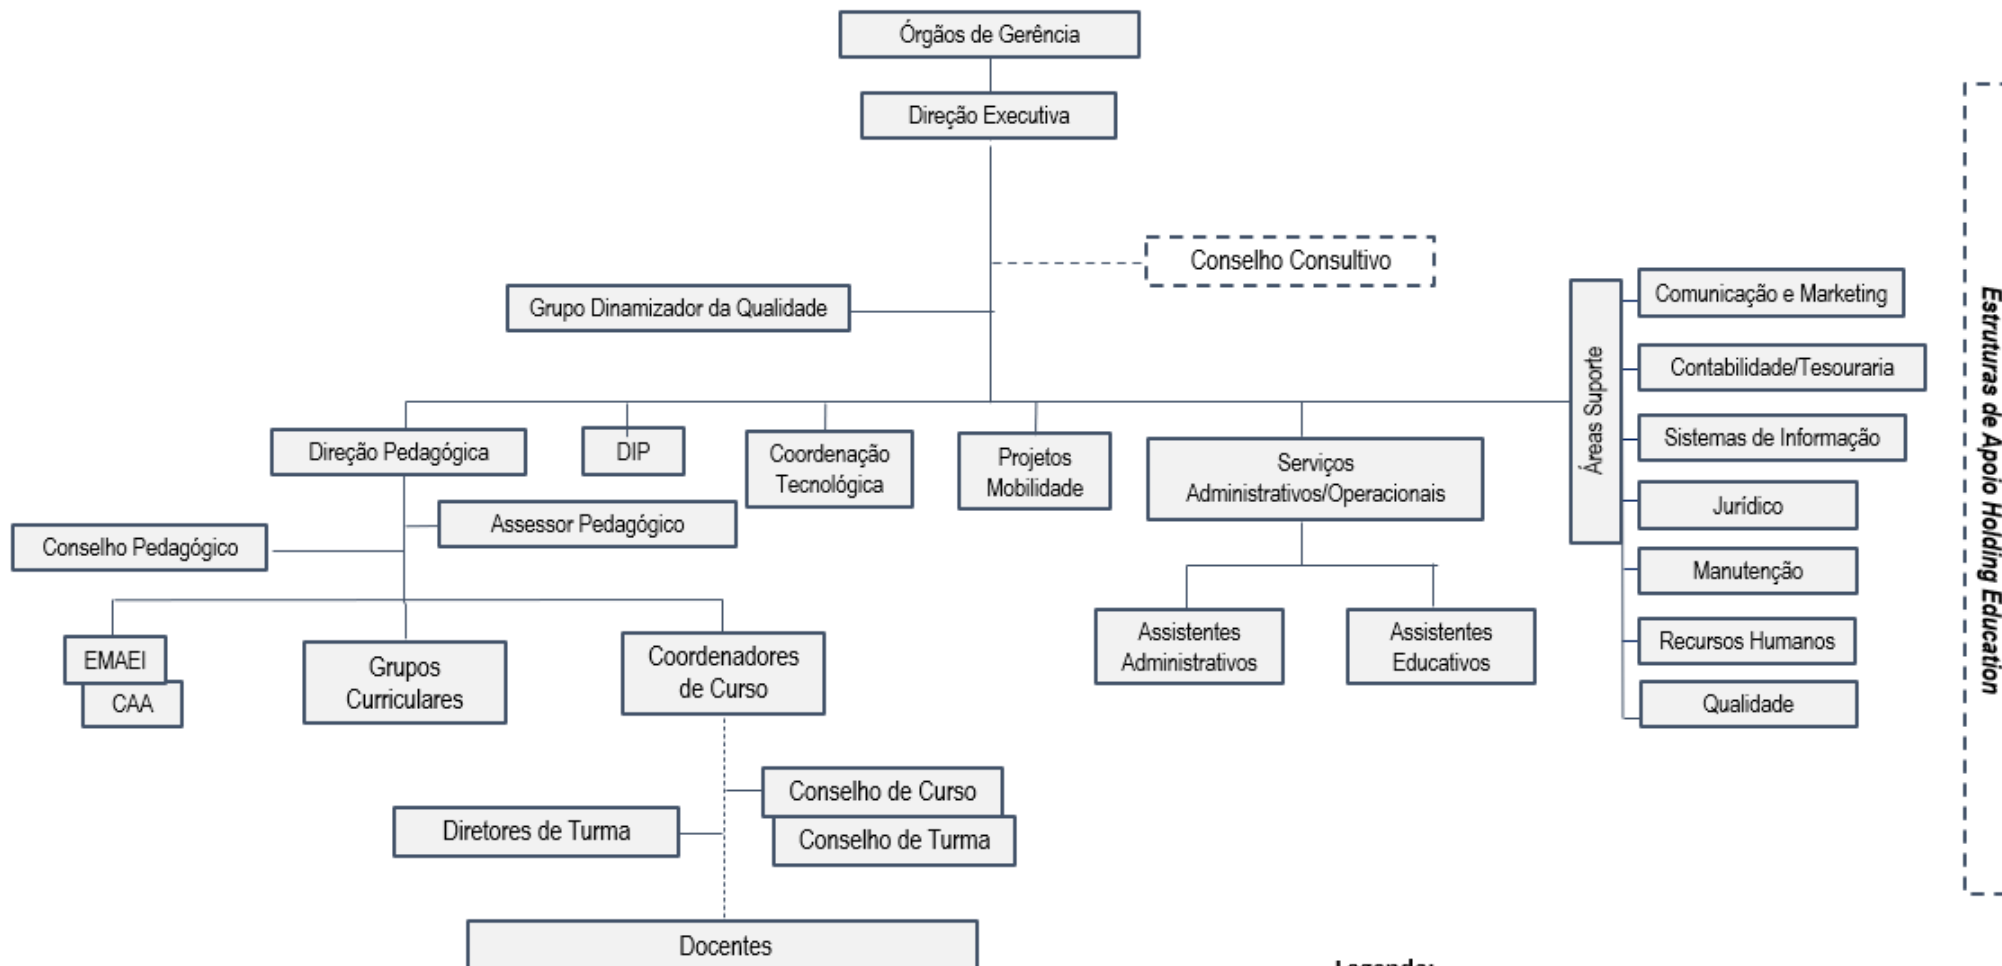 Órgãos de Gerência
Direção Executiva
Conselho Consultivo
Grupo Dinamizador da Qualidade
Direção Pedagógica
DIP
Coordenação
Tecnológica
Projetos
Mobilidade
Serviços
Administrativos/Operacionais
Áreas Suporte
Comunicação e Marketing
Contabilidade/Tesouraria
Sistemas de Informação
Jurídico
Manutenção
Recursos Humanos
Qualidade
Estruturas de Apoio Holding Education
Assessor Pedagógico
Conselho Pedagógico
EMAEI
CAA
Grupos
Curriculares
Coordenadores
de Curso
Assistentes
Administrativos
Assistentes
Educativos
Conselho de Curso
Conselho de Turma
Diretores de Turma
Docentes